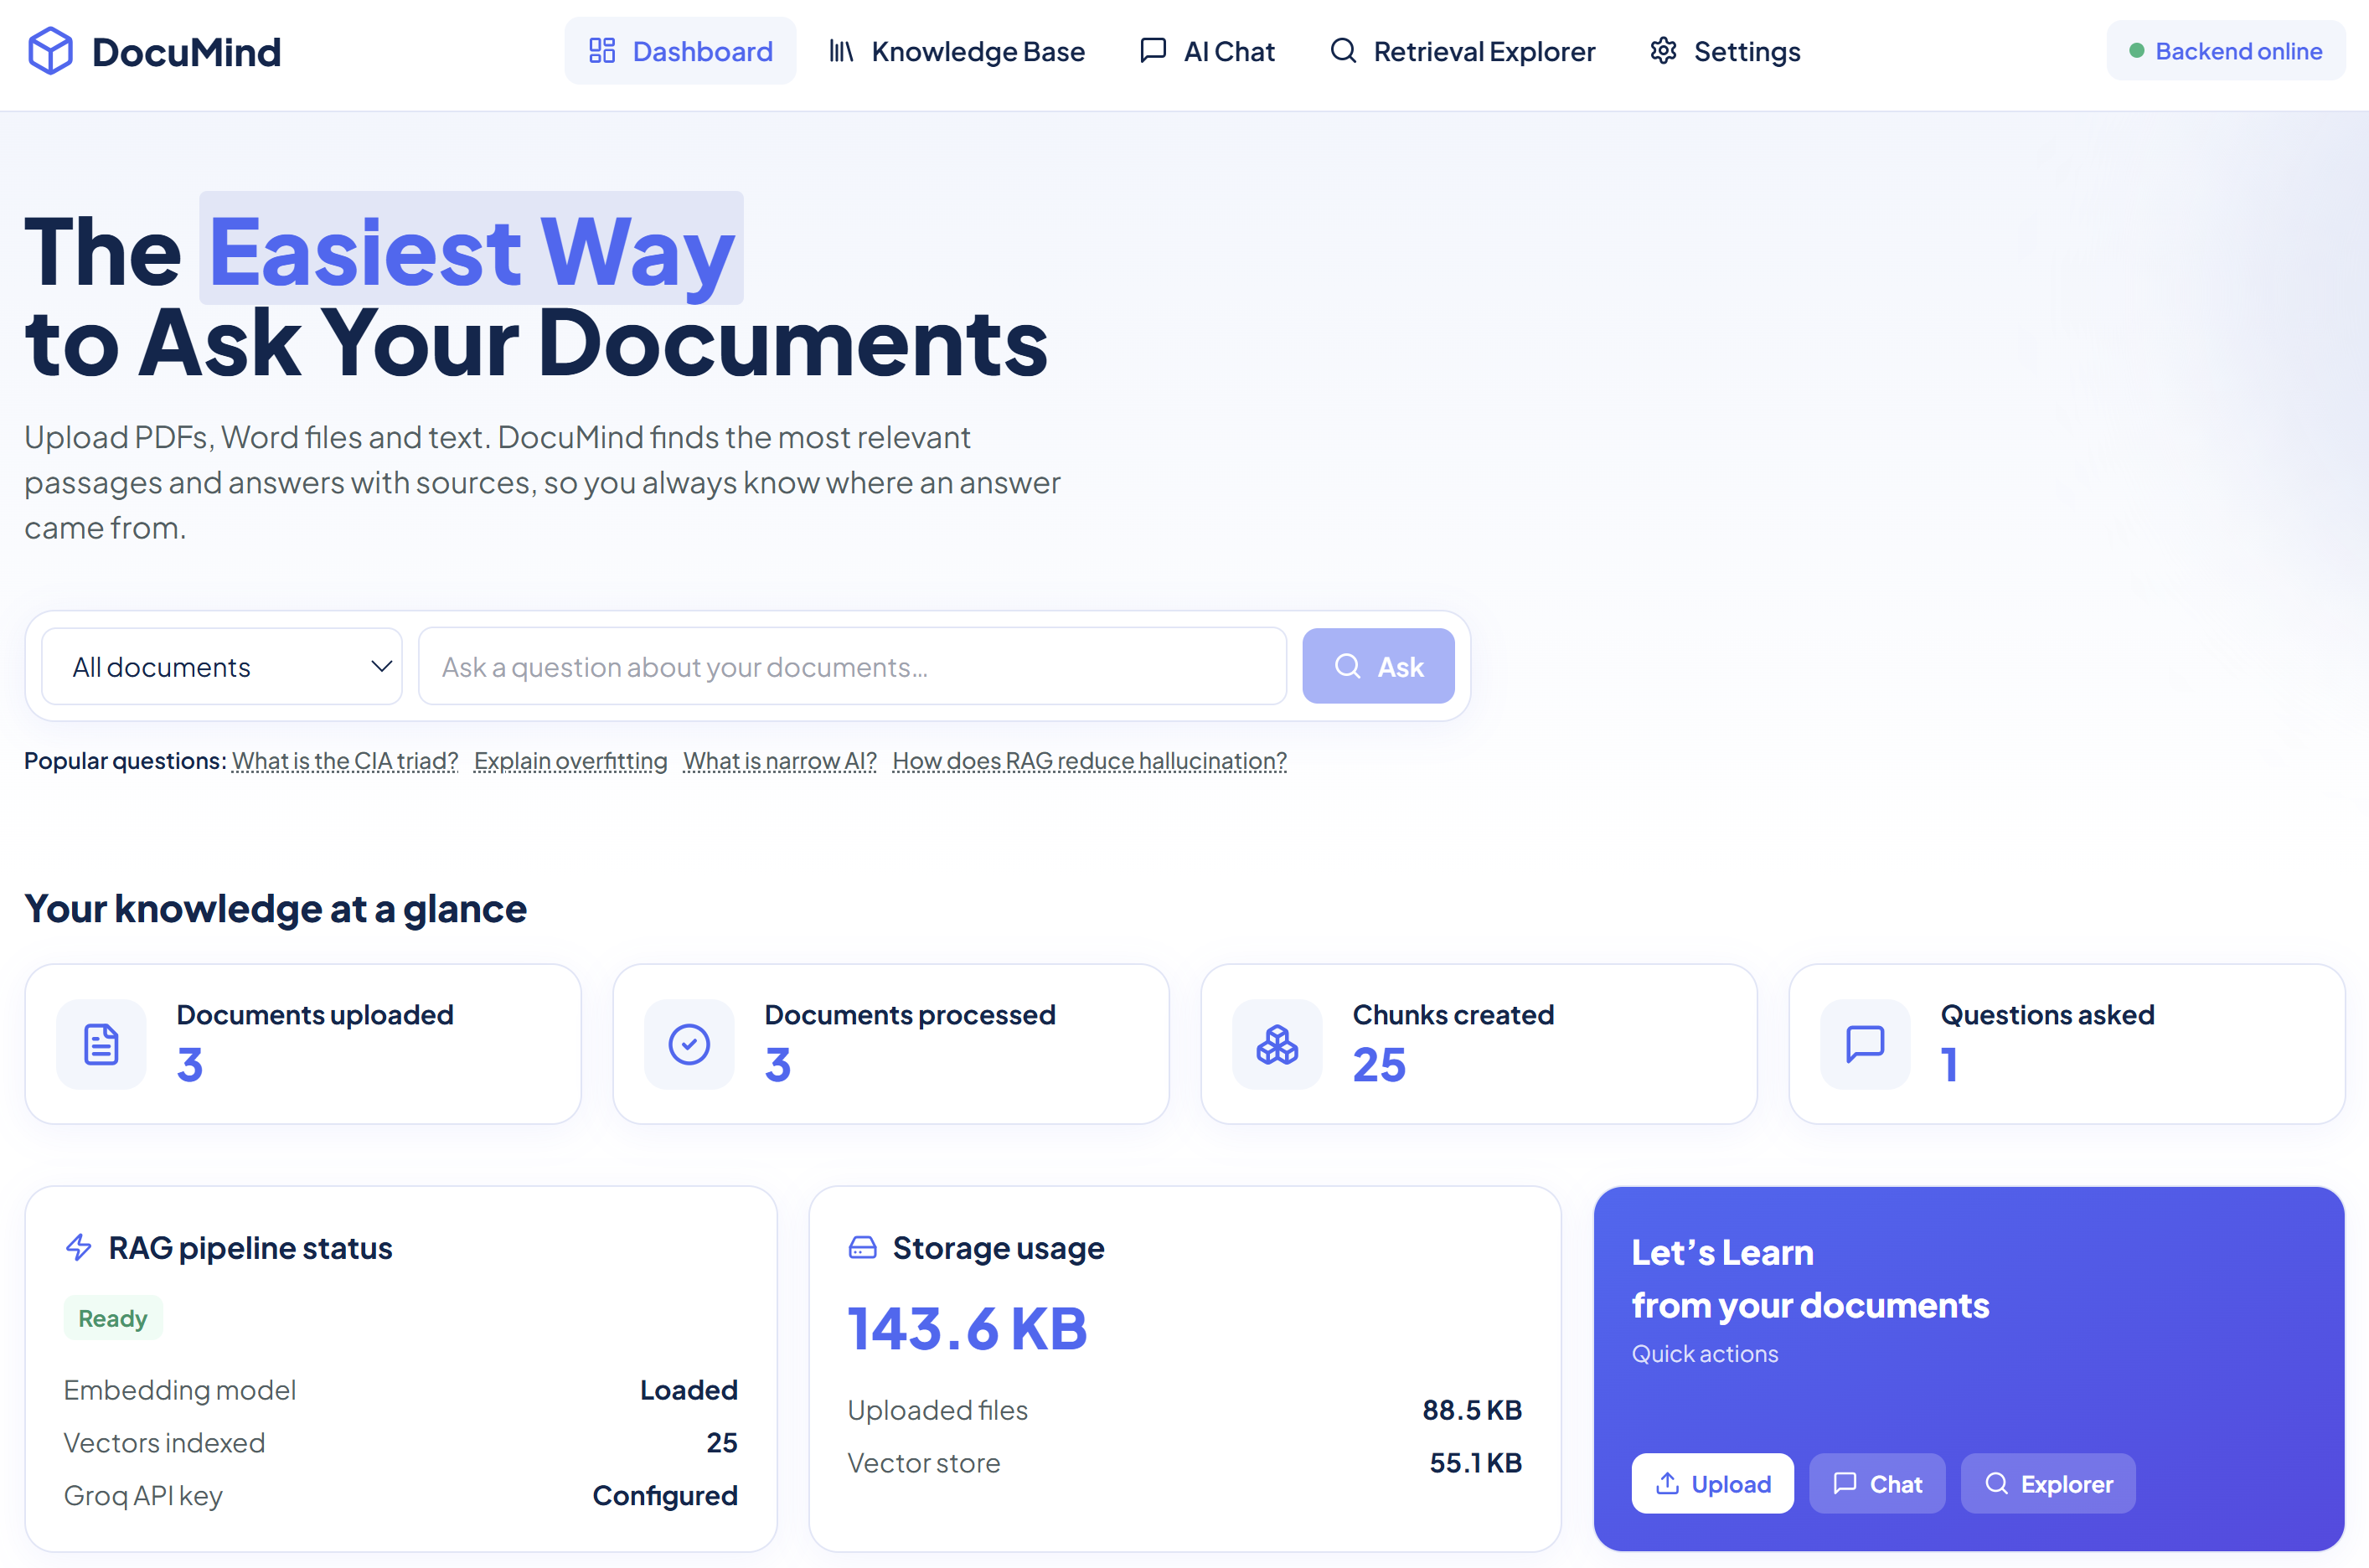 DocuMind
Dashboard
Knowledge Base
AI Chat
Retrieval Explorer
Settings
Backend online
The Easiest Way
to Ask Your Documents
Upload PDFs, Word files and text. DocuMind finds the most relevant
passages and answers with sources, so you always know where an answer
came from.
All documents
Ask a question about your documents...
Ask
Popular questions: What is the CIA triad? Explain overfitting What is narrow AI? How does RAG reduce hallucination?
Your knowledge at a glance
Documents uploaded
3
Documents processed
3
Chunks created
25
Questions asked
1
RAG pipeline status
Ready
Embedding model Loaded
Vectors indexed 25
Groq API key Configured
Storage usage
143.6 KB
Uploaded files 88.5 KB
Vector store 55.1 KB
Let’s Learn
from your documents
Quick actions
Upload
Chat
Explorer